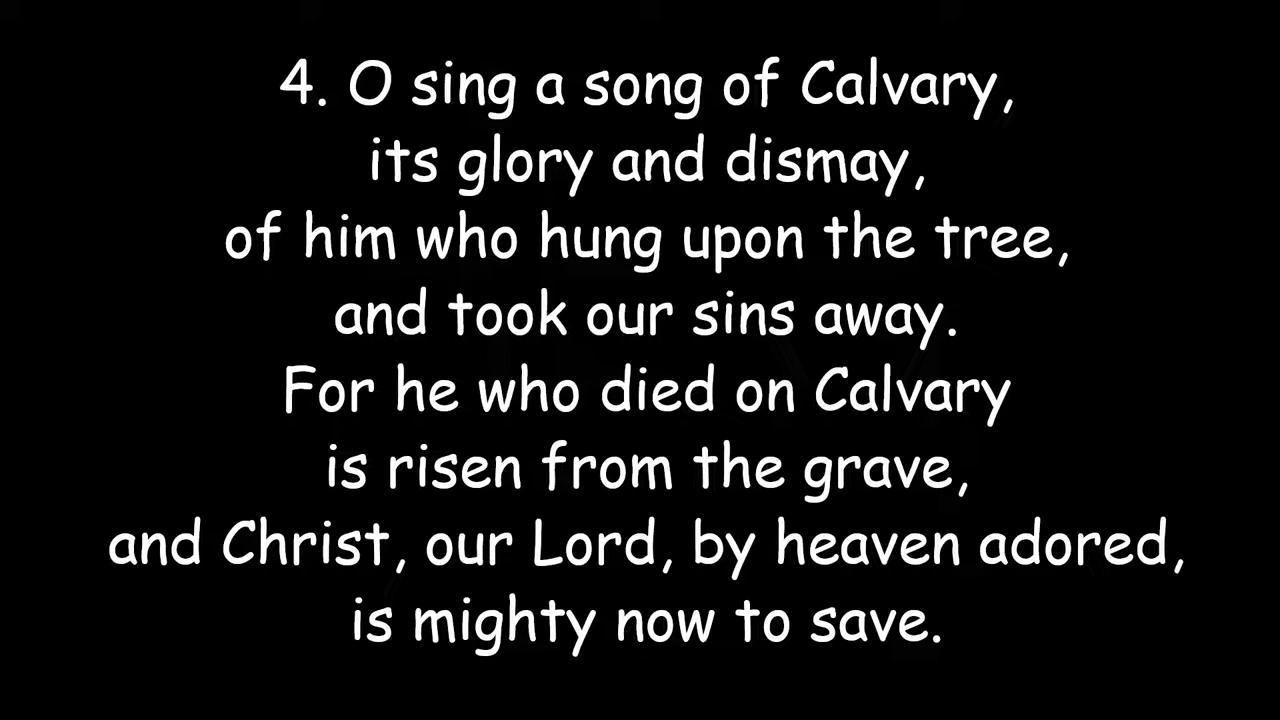 4. O sing a song of Calvary,
its glory and dismay,
of him who hung upon the tree,
and took our sins away.
For he who died on Calvary
is risen from the grave,
and Christ, our Lord, by heaven adored,
is mighty now to save.